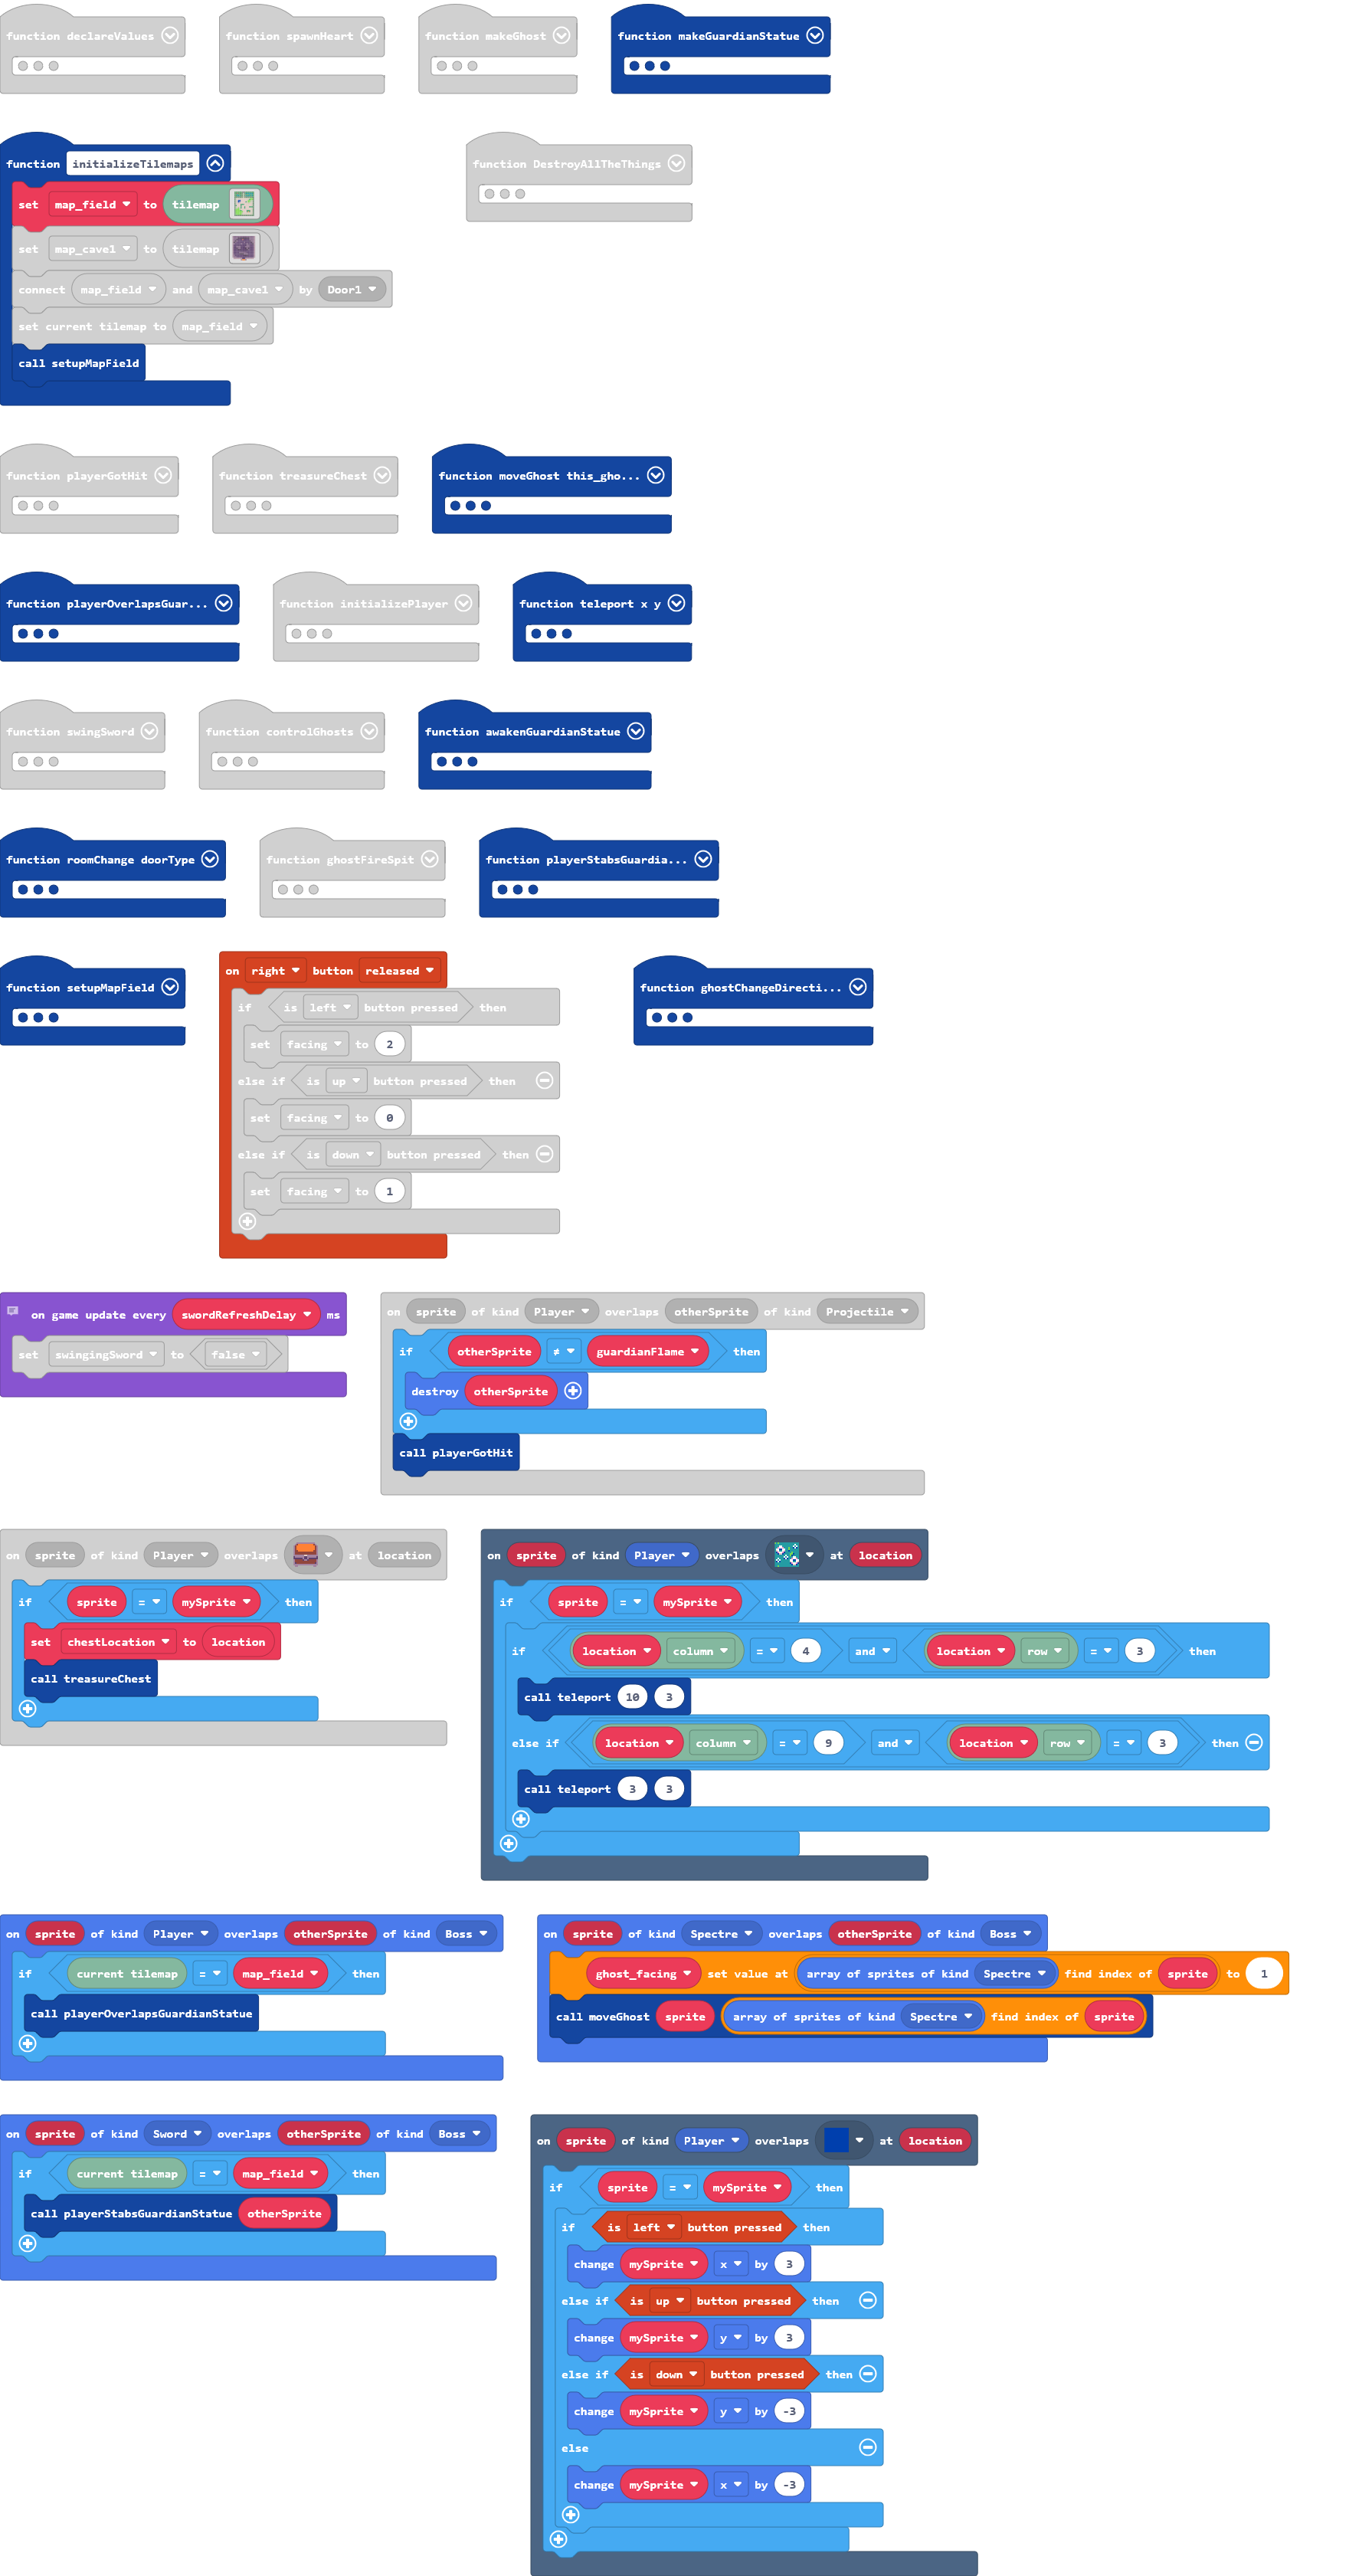 function declareValues
function spawnHeart
function makeGhost
function makeGuardianStatue
function initializeTilemaps
set map_field to tilemap
set map_cave1 to tilemap
connect map_field and map_cave1 by Door1
set current tilemap to map_field
call setupMapField
function DestroyAllTheThings
function playerGotHit
function treasureChest
function moveGhost this_gho...
function playerOverlapsGuar...
function initializePlayer
function teleport x y
function swingSword
function controlGhosts
function awakenGuardianStatue
function roomChange doorType
function ghostFireSpit
function playerStabsGuardia...
function setupMapField
on right button released
if is left button pressed then
set facing to 2
else if is up button pressed then
set facing to 0
else if is down button pressed then
set facing to 1
function ghostChangeDirecti...
on game update every swordRefreshDelay ms
set swingingSword to false
on sprite of kind Player overlaps otherSprite of kind Projectile
if otherSprite ≠ guardianFlame then
destroy otherSprite
call playerGotHit
on sprite of kind Player overlaps at location
if sprite = mySprite then
set chestLocation to location
call treasureChest
on sprite of kind Player overlaps at location
if sprite = mySprite then
if location column = 4 and location row = 3 then
call teleport 10 3
else if location column = 9 and location row = 3 then
call teleport 3 3
on sprite of kind Player overlaps otherSprite of kind Boss
if current tilemap = map_field then
call playerOverlapsGuardianStatue
on sprite of kind Spectre overlaps otherSprite of kind Boss
ghost_facing set value at array of sprites of kind Spectre find index of sprite to 1
call moveGhost sprite array of sprites of kind Spectre find index of sprite
on sprite of kind Sword overlaps otherSprite of kind Boss
if current tilemap = map_field then
call playerStabsGuardianStatue otherSprite
on sprite of kind Player overlaps at location
if sprite = mySprite then
if is left button pressed then
change mySprite x by 3
else if is up button pressed then
change mySprite y by 3
else if is down button pressed then
change mySprite y by -3
else
change mySprite x by -3